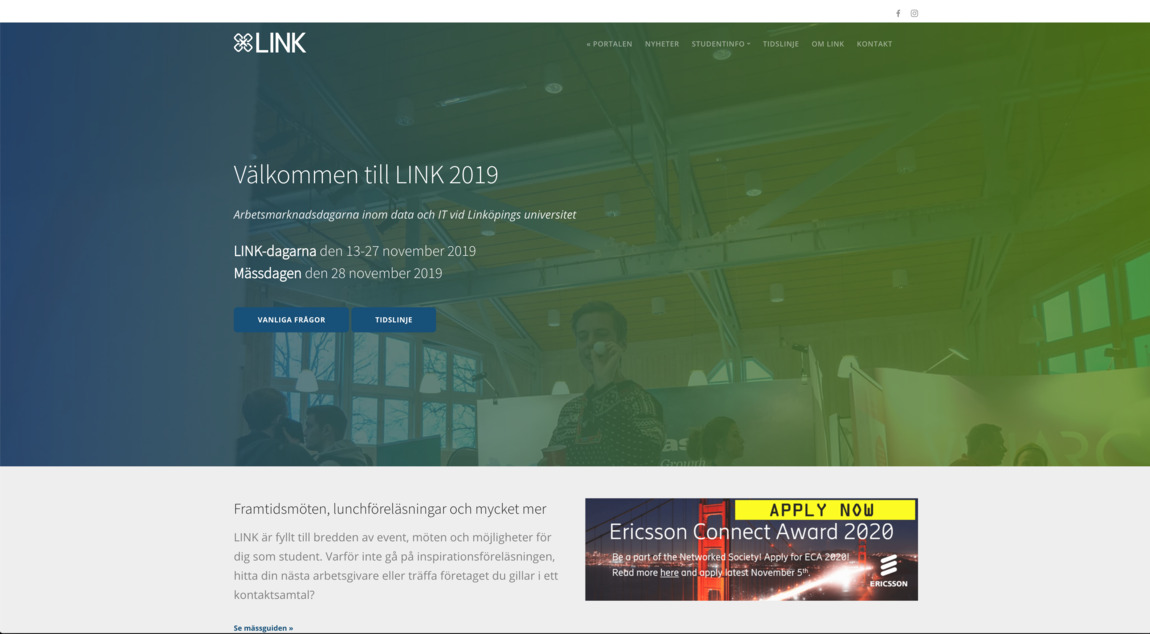 LINK
« PORTALEN NYHETER STUDENTINFO TIDSLINJE OM LINK KONTAKT
Välkommen till LINK 2019
Arbetsmarknadsdagarna inom data och IT vid Linköpings universitet
LINK-dagarna den 13-27 november 2019
Mässdagen den 28 november 2019
VANLIGA FRÅGOR TIDSLINJE
Growth
Framtidsmöten, lunchföreläsningar och mycket mer
LINK är fyllt till bredden av event, möten och möjligheter för
dig som student. Varför inte gå på inspirationsföreläsningen,
hitta din nästa arbetsgivare eller träffa företaget du gillar i ett
kontaktsamtal?
Se mässguiden »
APPLY NOW
Ericsson Connect Award 2020
Be a part of the Networked Society! Apply for ECA 2020!
Read more here and apply latest November 5th.
ERICSSON